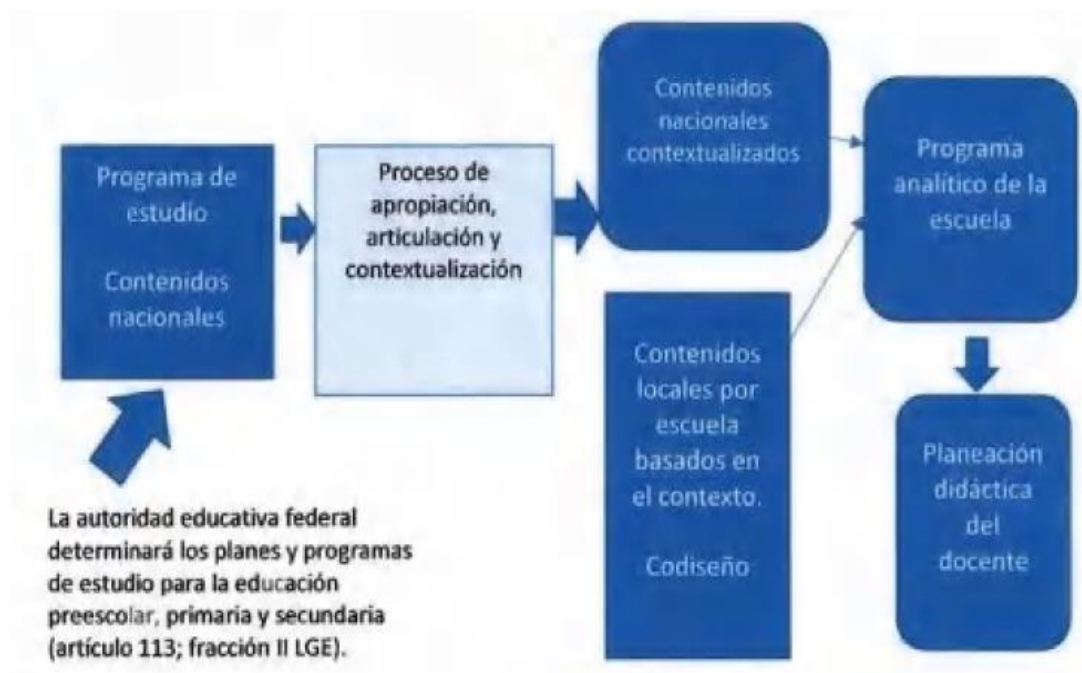 Programa de
estudio
Contenidos
nacionales
Proceso de
apropiación,
articulación y
contextualización
Contenidos
nacionales
contextualizados
Programa
analítico de la
escuela
Contenidos
locales por
escuela
basados en
el contexto.
Codiseño
Planeación
didáctica
del
docente
La autoridad educativa federal
determinará los planes y programas
de estudio para la educación
preescolar, primaria y secundaria
(artículo 113; fracción II LGE).